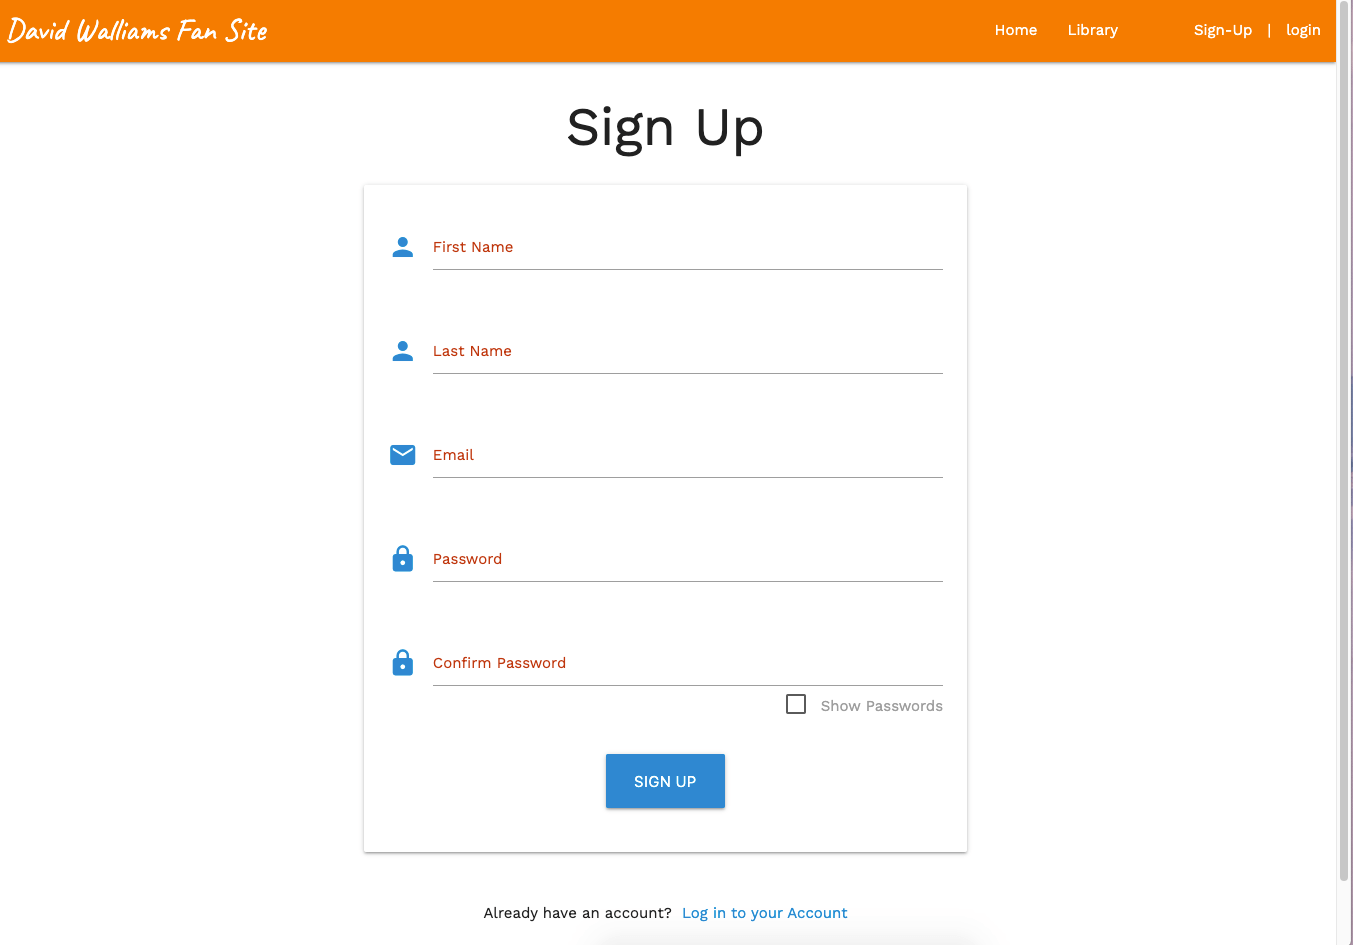 David Walliams Fan Site
Home Library Sign-Up | login
Sign Up
First Name
Last Name
Email
Password
Confirm Password
Show Passwords
SIGN UP
Already have an account? Log in to your Account